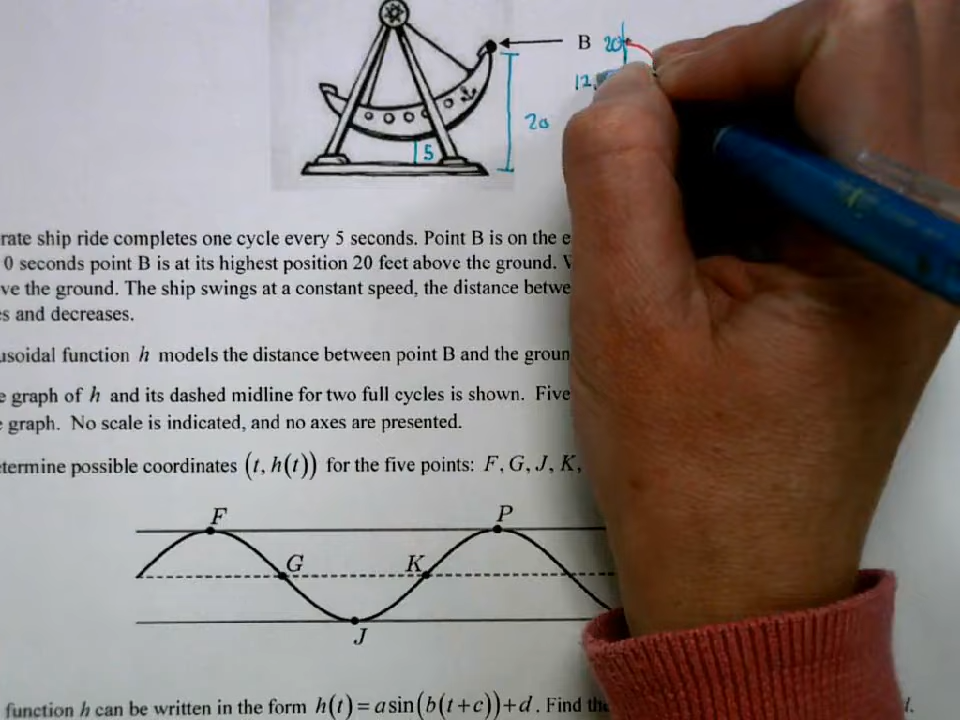 B 20
12.
20
5
rate ship ride completes one cycle every 5 seconds. Point B is on the e
0 seconds point B is at its highest position 20 feet above the ground.
ve the ground. The ship swings at a constant speed, the distance betwe
s and decreases.
usoidal function h models the distance between point B and the groun
e graph of h and its dashed midline for two full cycles is shown. Five
e graph. No scale is indicated, and no axes are presented.
termine possible coordinates (t, h(t)) for the five points: F, G, J, K,
F
P
G
K
J
function h can be written in the form h(t) = a sin(b(t+c))+d. Find the
d.